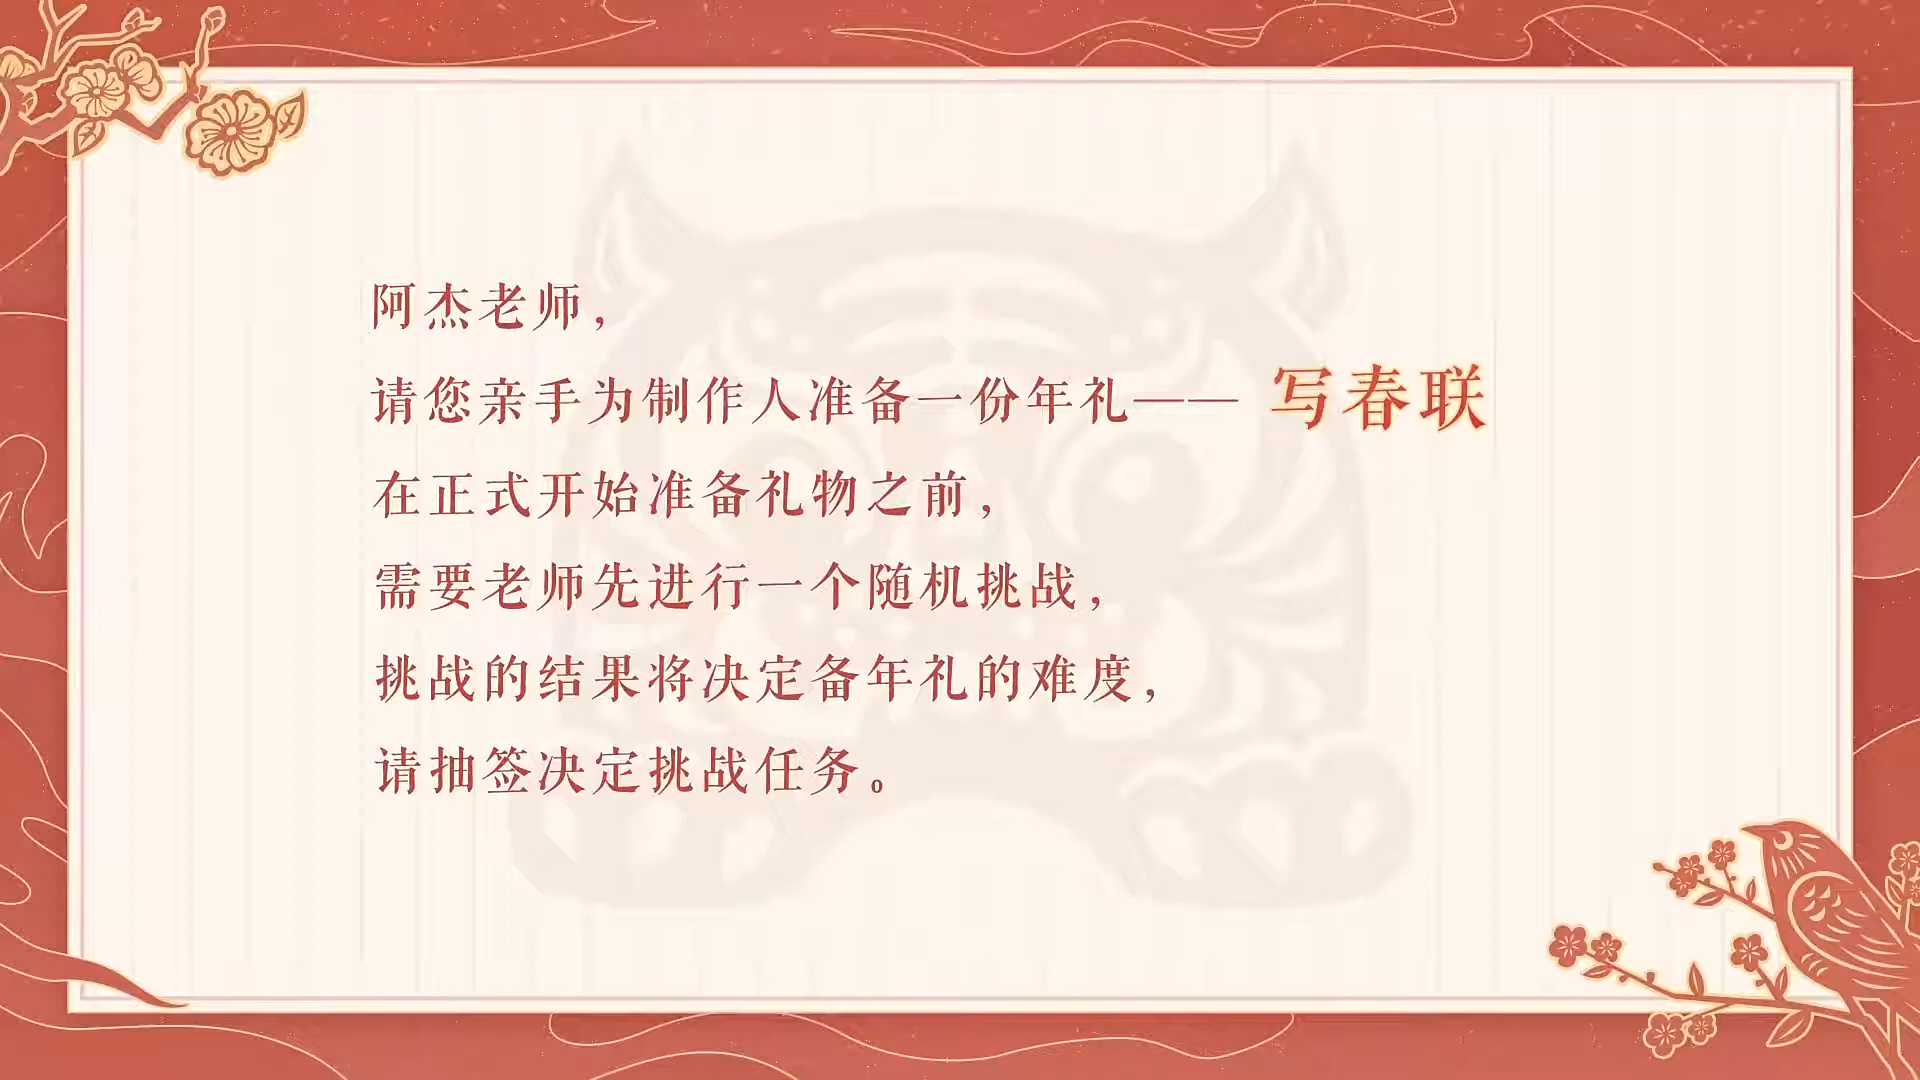 阿杰老师，
请您亲手为制作人准备一份年礼—— 写春联
在正式开始准备礼物之前，
需要老师先进行一个随机挑战，
挑战的结果将决定备年礼的难度，
请抽签决定挑战任务。